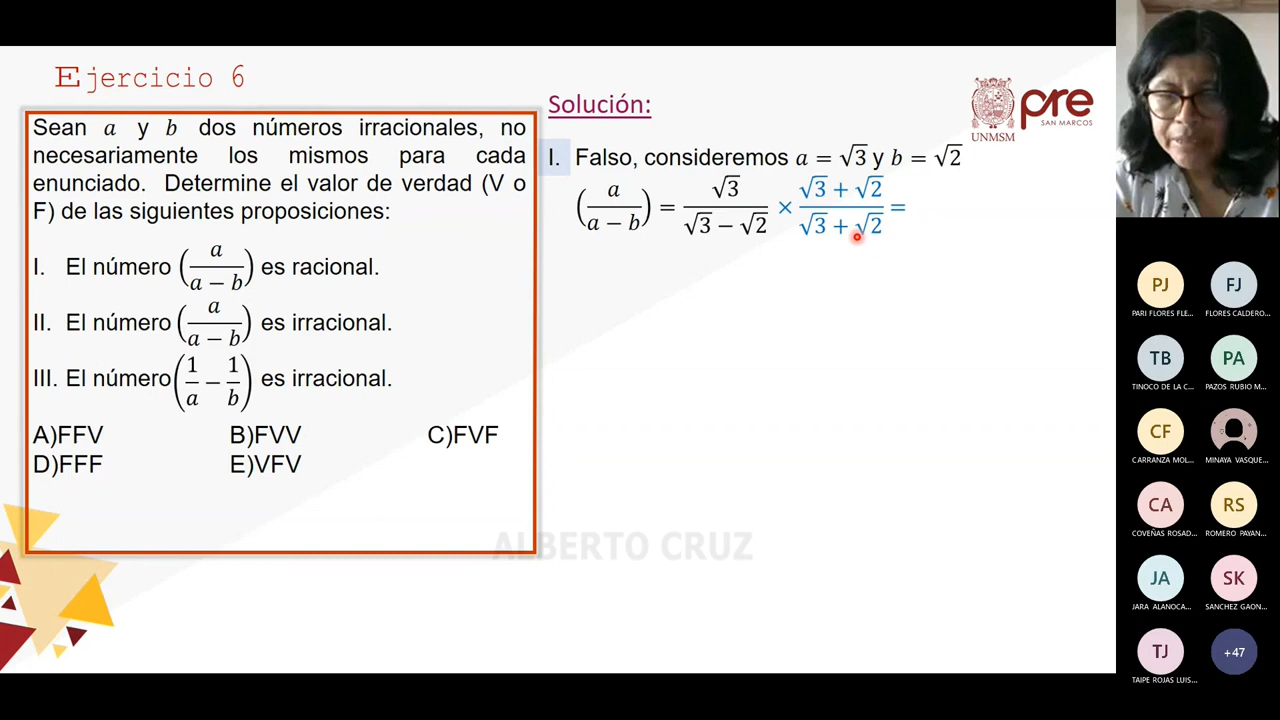 Ejercicio 6
Sean a y b dos números irracionales, no
necesariamente los mismos para cada
enunciado. Determine el valor de verdad (V o
F) de las siguientes proposiciones:
I. El número (a/(a − b)) es racional.
II. El número (a/(a − b)) es irracional.
III. El número (1/a − 1/b) es irracional.
A)FFV B)FVV C)FVF
D)FFF E)VFV
Solución:
I. Falso, consideremos a = √3 y b = √2
(a/(a − b)) = √3/(√3 − √2) × (√3 + √2)/(√3 + √2) =
UNMSM
pre
SAN MARCOS
ALBERTO CRUZ
PJ FJ
PARI FLORES FLE... FLORES CALDERO...
TB PA
TINOCO DE LA C... PAZOS RUBIO M...
CF
CARRANZA MOL... MINAYA VASQUE...
CA RS
COVEÑAS ROSAD... ROMERO PAYAN...
JA SK
JARA ALANOCA... SANCHEZ GAON...
TJ +47
TAIPE ROJAS LUIS...